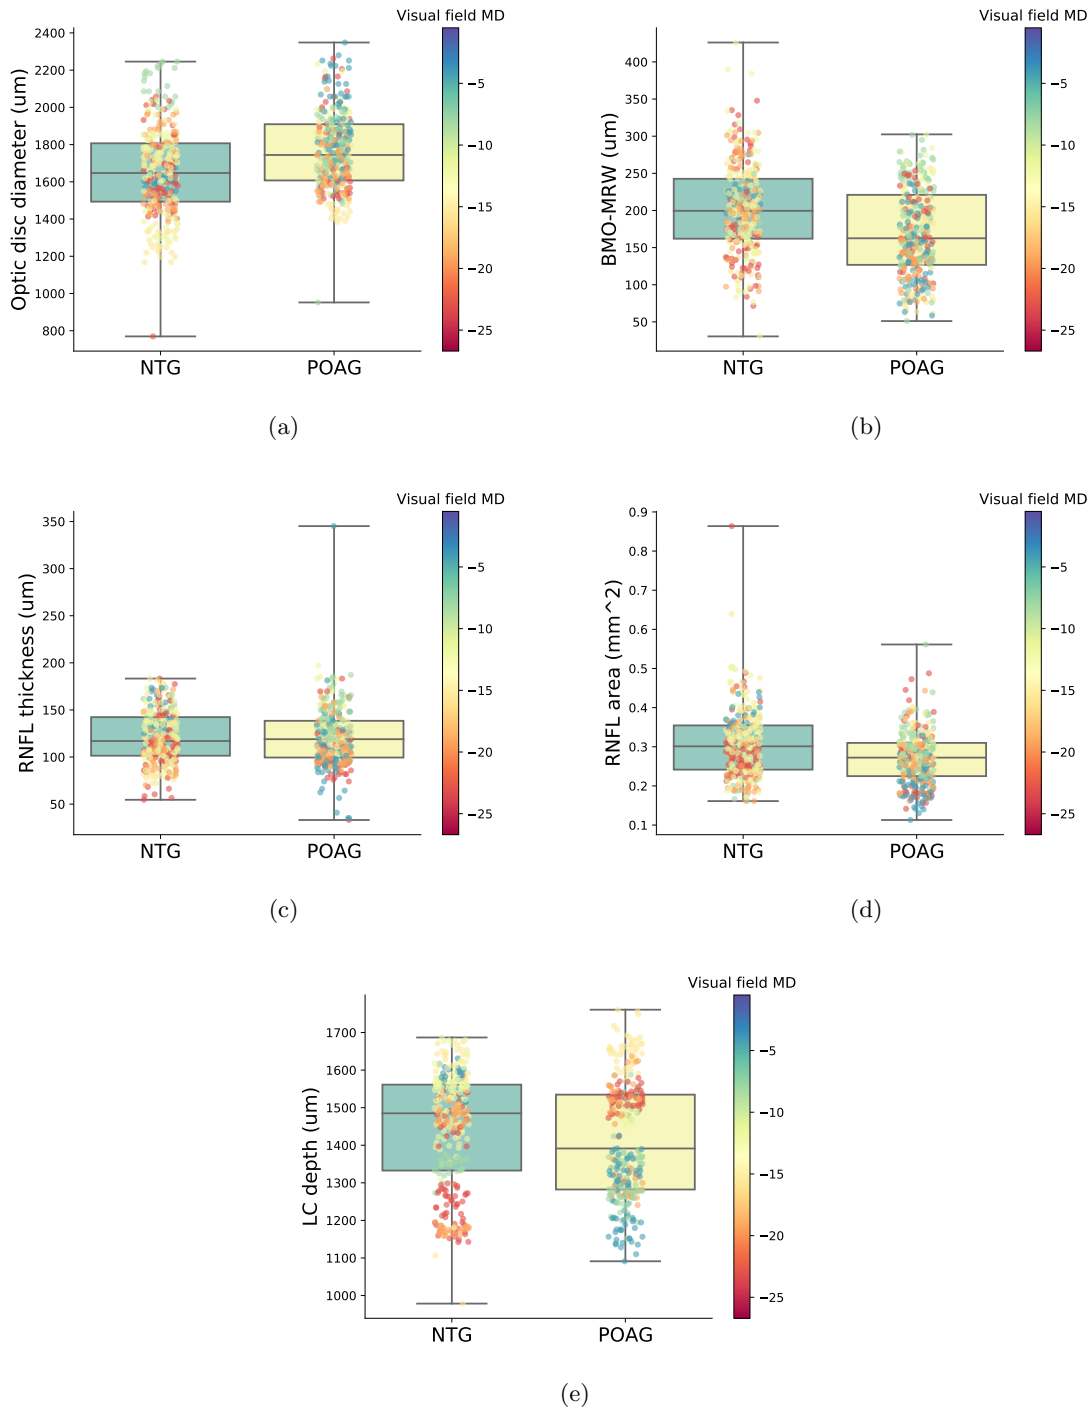 Visual field MD
Optic disc diameter (um)
2400
2200
2000
1800
1600
1400
1200
1000
800
NTG
POAG
−5
−10
−15
−20
−25
(a)
Visual field MD
BMO-MRW (um)
400
350
300
250
200
150
100
50
NTG
POAG
−5
−10
−15
−20
−25
(b)
Visual field MD
RNFL thickness (um)
350
300
250
200
150
100
50
NTG
POAG
−5
−10
−15
−20
−25
(c)
Visual field MD
RNFL area (mm^2)
0.9
0.8
0.7
0.6
0.5
0.4
0.3
0.2
0.1
NTG
POAG
−5
−10
−15
−20
−25
(d)
Visual field MD
LC depth (um)
1700
1600
1500
1400
1300
1200
1100
1000
NTG
POAG
−5
−10
−15
−20
−25
(e)